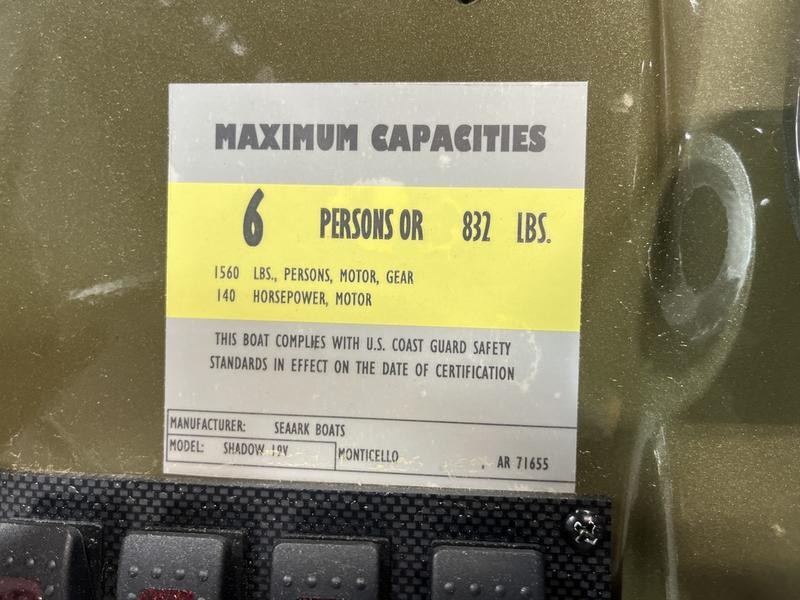 MAXIMUM CAPACITIES
6 PERSONS OR 832 LBS.
1560 LBS., PERSONS, MOTOR, GEAR
140 HORSEPOWER, MOTOR
THIS BOAT COMPLIES WITH U.S. COAST GUARD SAFETY
STANDARDS IN EFFECT ON THE DATE OF CERTIFICATION
MANUFACTURER: SEAARK BOATS
MODEL: SHADOW 19V MONTICELLO , AR 71655